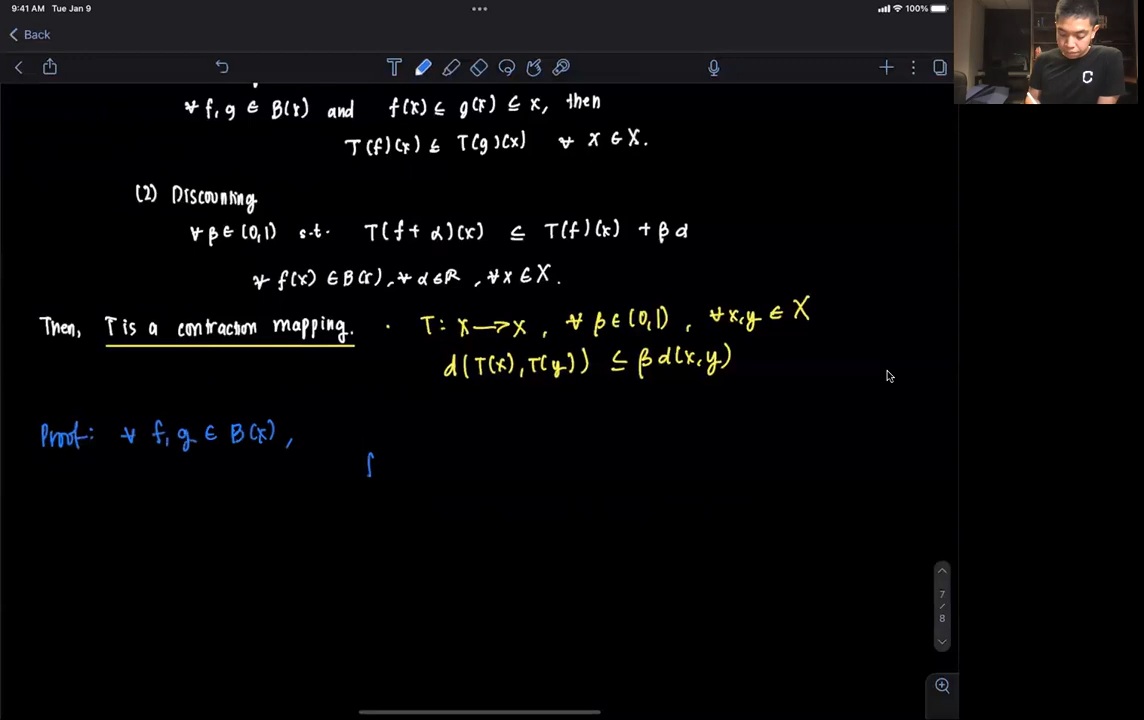 9:41 AM Tue Jan 9
100%
Back
∀ f, g ∈ B(x) and f(x) ≤ g(x) ≤ x, then
T(f)(x) ≤ T(g)(x) ∀ x ∈ X.
(2) Discounting
∀ β ∈ (0,1) s.t. T(f + α)(x) ≤ T(f)(x) + β α
∀ f(x) ∈ B(x), ∀ α ∈ ℝ, ∀ x ∈ X.
Then, T is a contraction mapping. · T: X → X, ∀ β ∈ (0,1), ∀ x, y ∈ X
d(T(x), T(y)) ≤ β d(x, y)
Proof: ∀ f, g ∈ B(x),
7
/
8